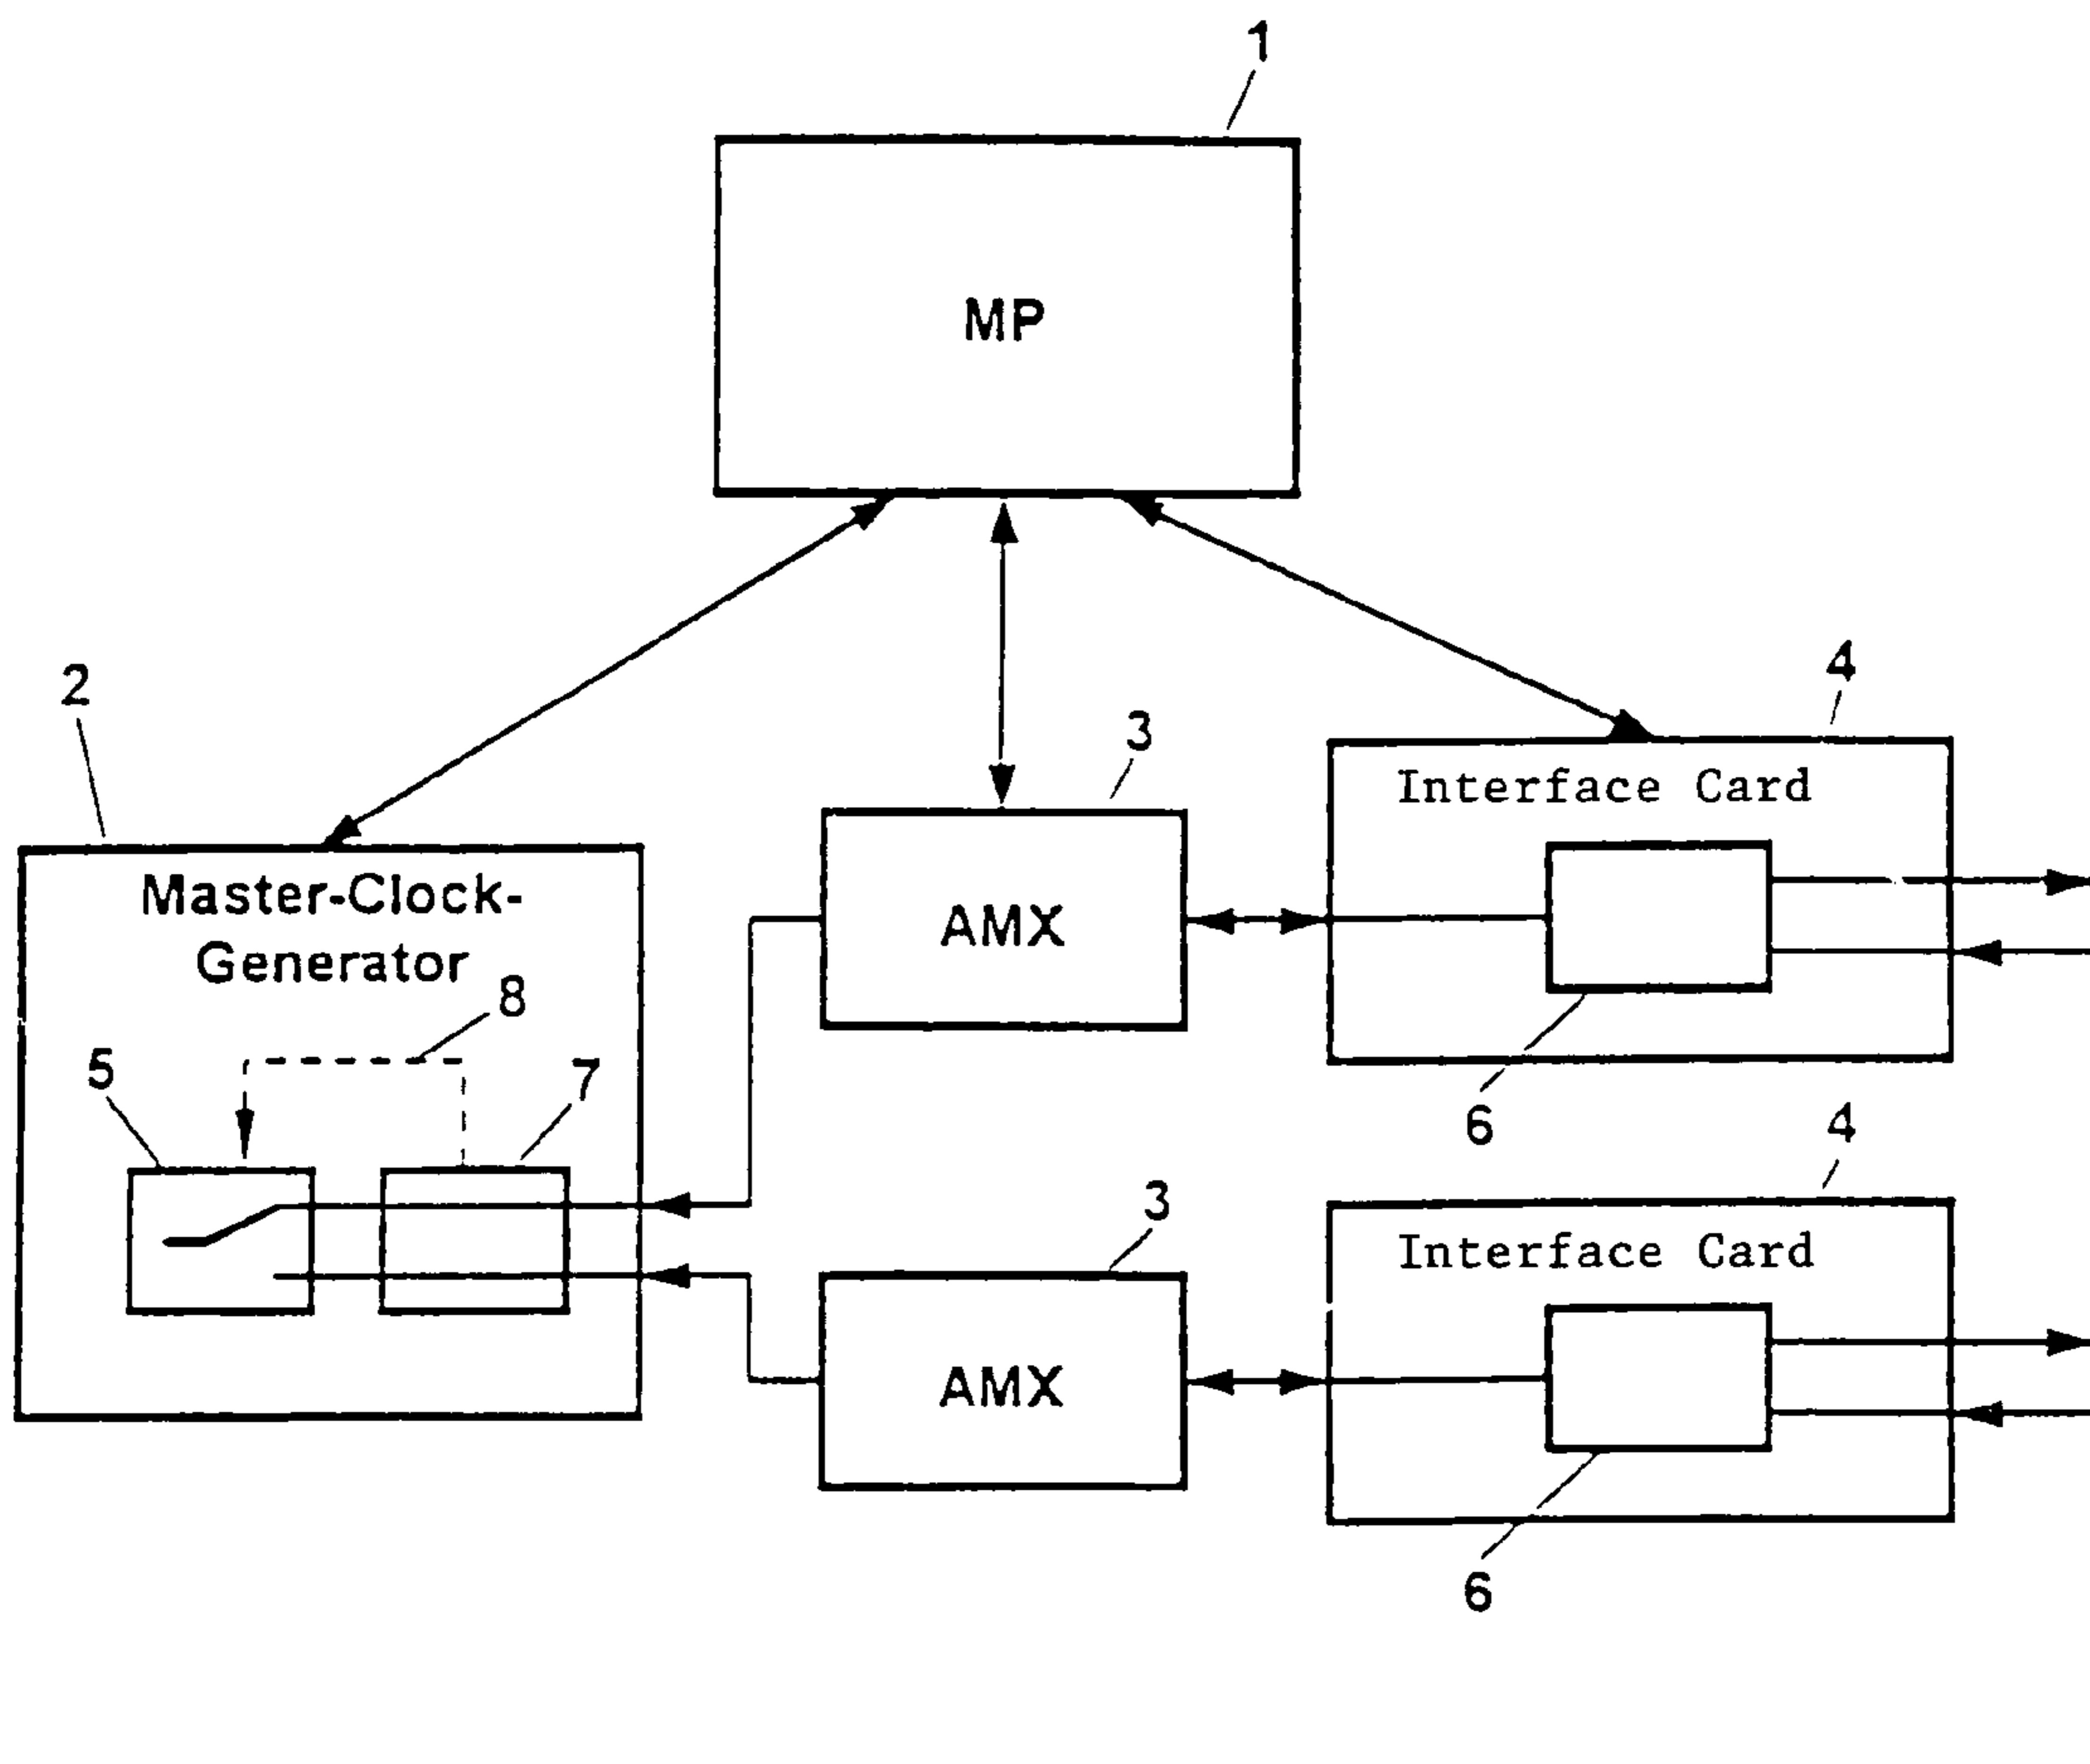 1
MP
2
3
4
Interface Card
Master-Clock-
Generator
AMX
8
5
7
6
4
3
Interface Card
AMX
6